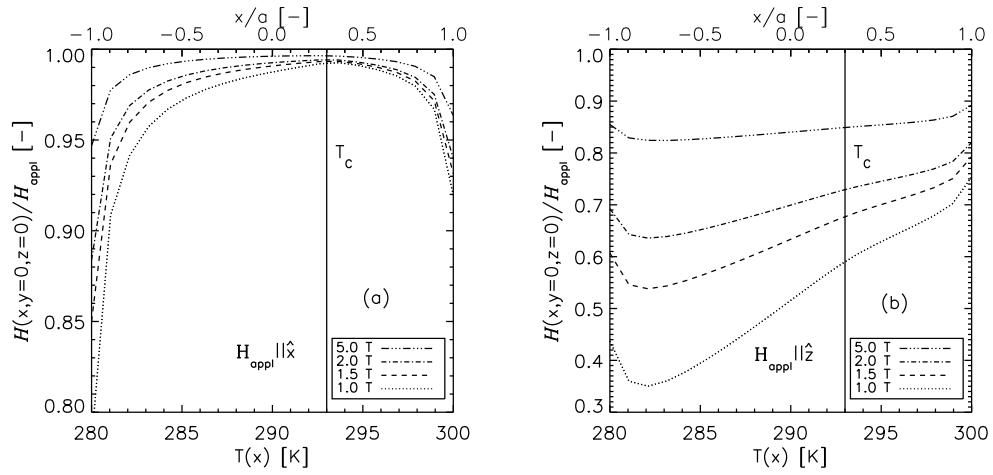 x/a [-]
-1.0 -0.5 0.0 0.5 1.0
1.00
0.95
0.90
0.85
0.80
H(x,y=0,z=0)/H_appl [-]
T_c
(a)
H_appl||x̂
5.0 T
2.0 T
1.5 T
1.0 T
280 285 290 295 300
T(x) [K]
x/a [-]
-1.0 -0.5 0.0 0.5 1.0
1.0
0.9
0.8
0.7
0.6
0.5
0.4
0.3
H(x,y=0,z=0)/H_appl [-]
T_c
(b)
H_appl||ẑ
5.0 T
2.0 T
1.5 T
1.0 T
280 285 290 295 300
T(x) [K]